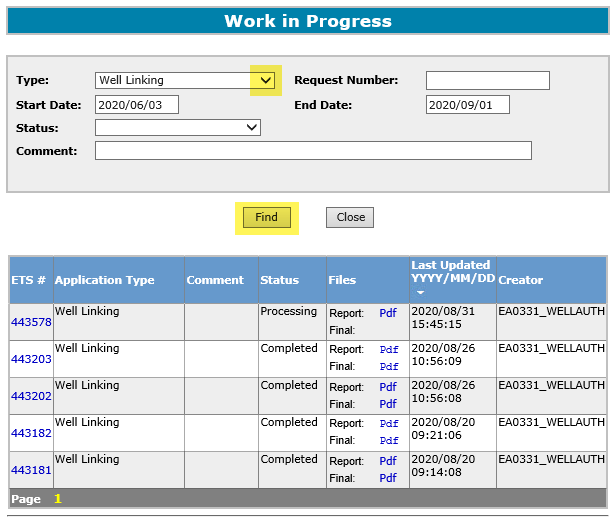 Work in Progress
Type: Well Linking Request Number:
Start Date: 2020/06/03 End Date: 2020/09/01
Status:
Comment:
Find Close
ETS # Application Type Comment Status Files Last Updated YYYY/MM/DD Creator
443578 Well Linking Processing Report: Pdf Final: 2020/08/31 15:45:15 EA0331_WELLAUTH
443203 Well Linking Completed Report: Pdf Final: Pdf 2020/08/26 10:56:09 EA0331_WELLAUTH
443202 Well Linking Completed Report: Pdf Final: Pdf 2020/08/26 10:56:08 EA0331_WELLAUTH
443182 Well Linking Completed Report: Pdf Final: Pdf 2020/08/20 09:21:06 EA0331_WELLAUTH
443181 Well Linking Completed Report: Pdf Final: Pdf 2020/08/20 09:14:08 EA0331_WELLAUTH
Page 1